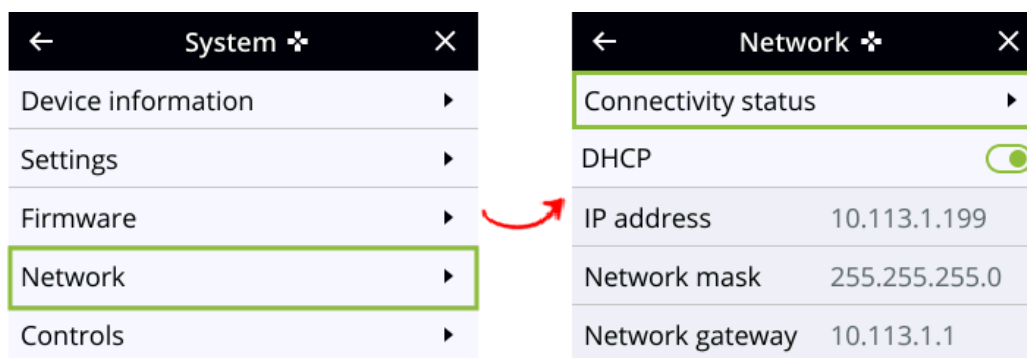 System
Device information
Settings
Firmware
Network
Controls
Network
Connectivity status
DHCP
IP address 10.113.1.199
Network mask 255.255.255.0
Network gateway 10.113.1.1